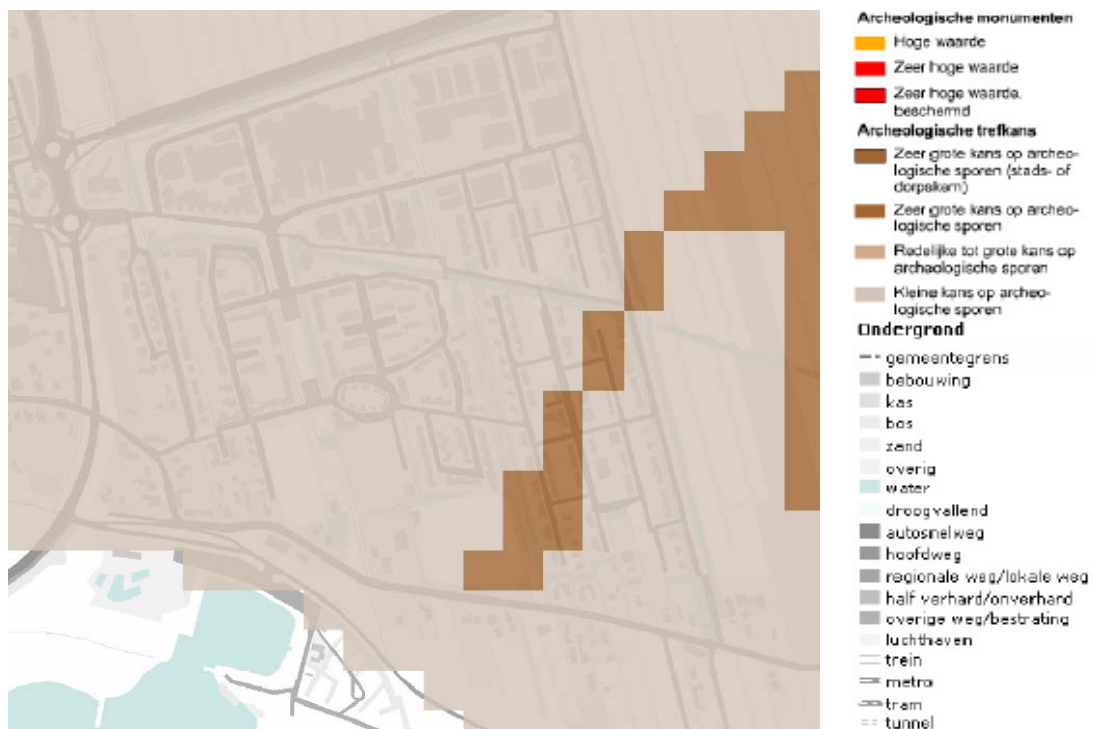 Archeologische monumenten
Hoge waarde
Zeer hoge waarde
Zeer hoge waarde,
beschermd
Archeologische trefkans
Zeer grote kans op archeo-
logische sporen (stads- of
dorpskern)
Zeer grote kans op archeo-
logische sporen
Redelijke tot grote kans op
archeologische sporen
Kleine kans op archeo-
logische sporen
Ondergrond
gemeentegrens
bebouwing
kas
bos
zand
overig
water
droogvallend
autosnelweg
hoofdweg
regionale weg/lokale weg
half verhard/onverhard
overige weg/bestrating
luchthaven
trein
metro
tram
tunnel